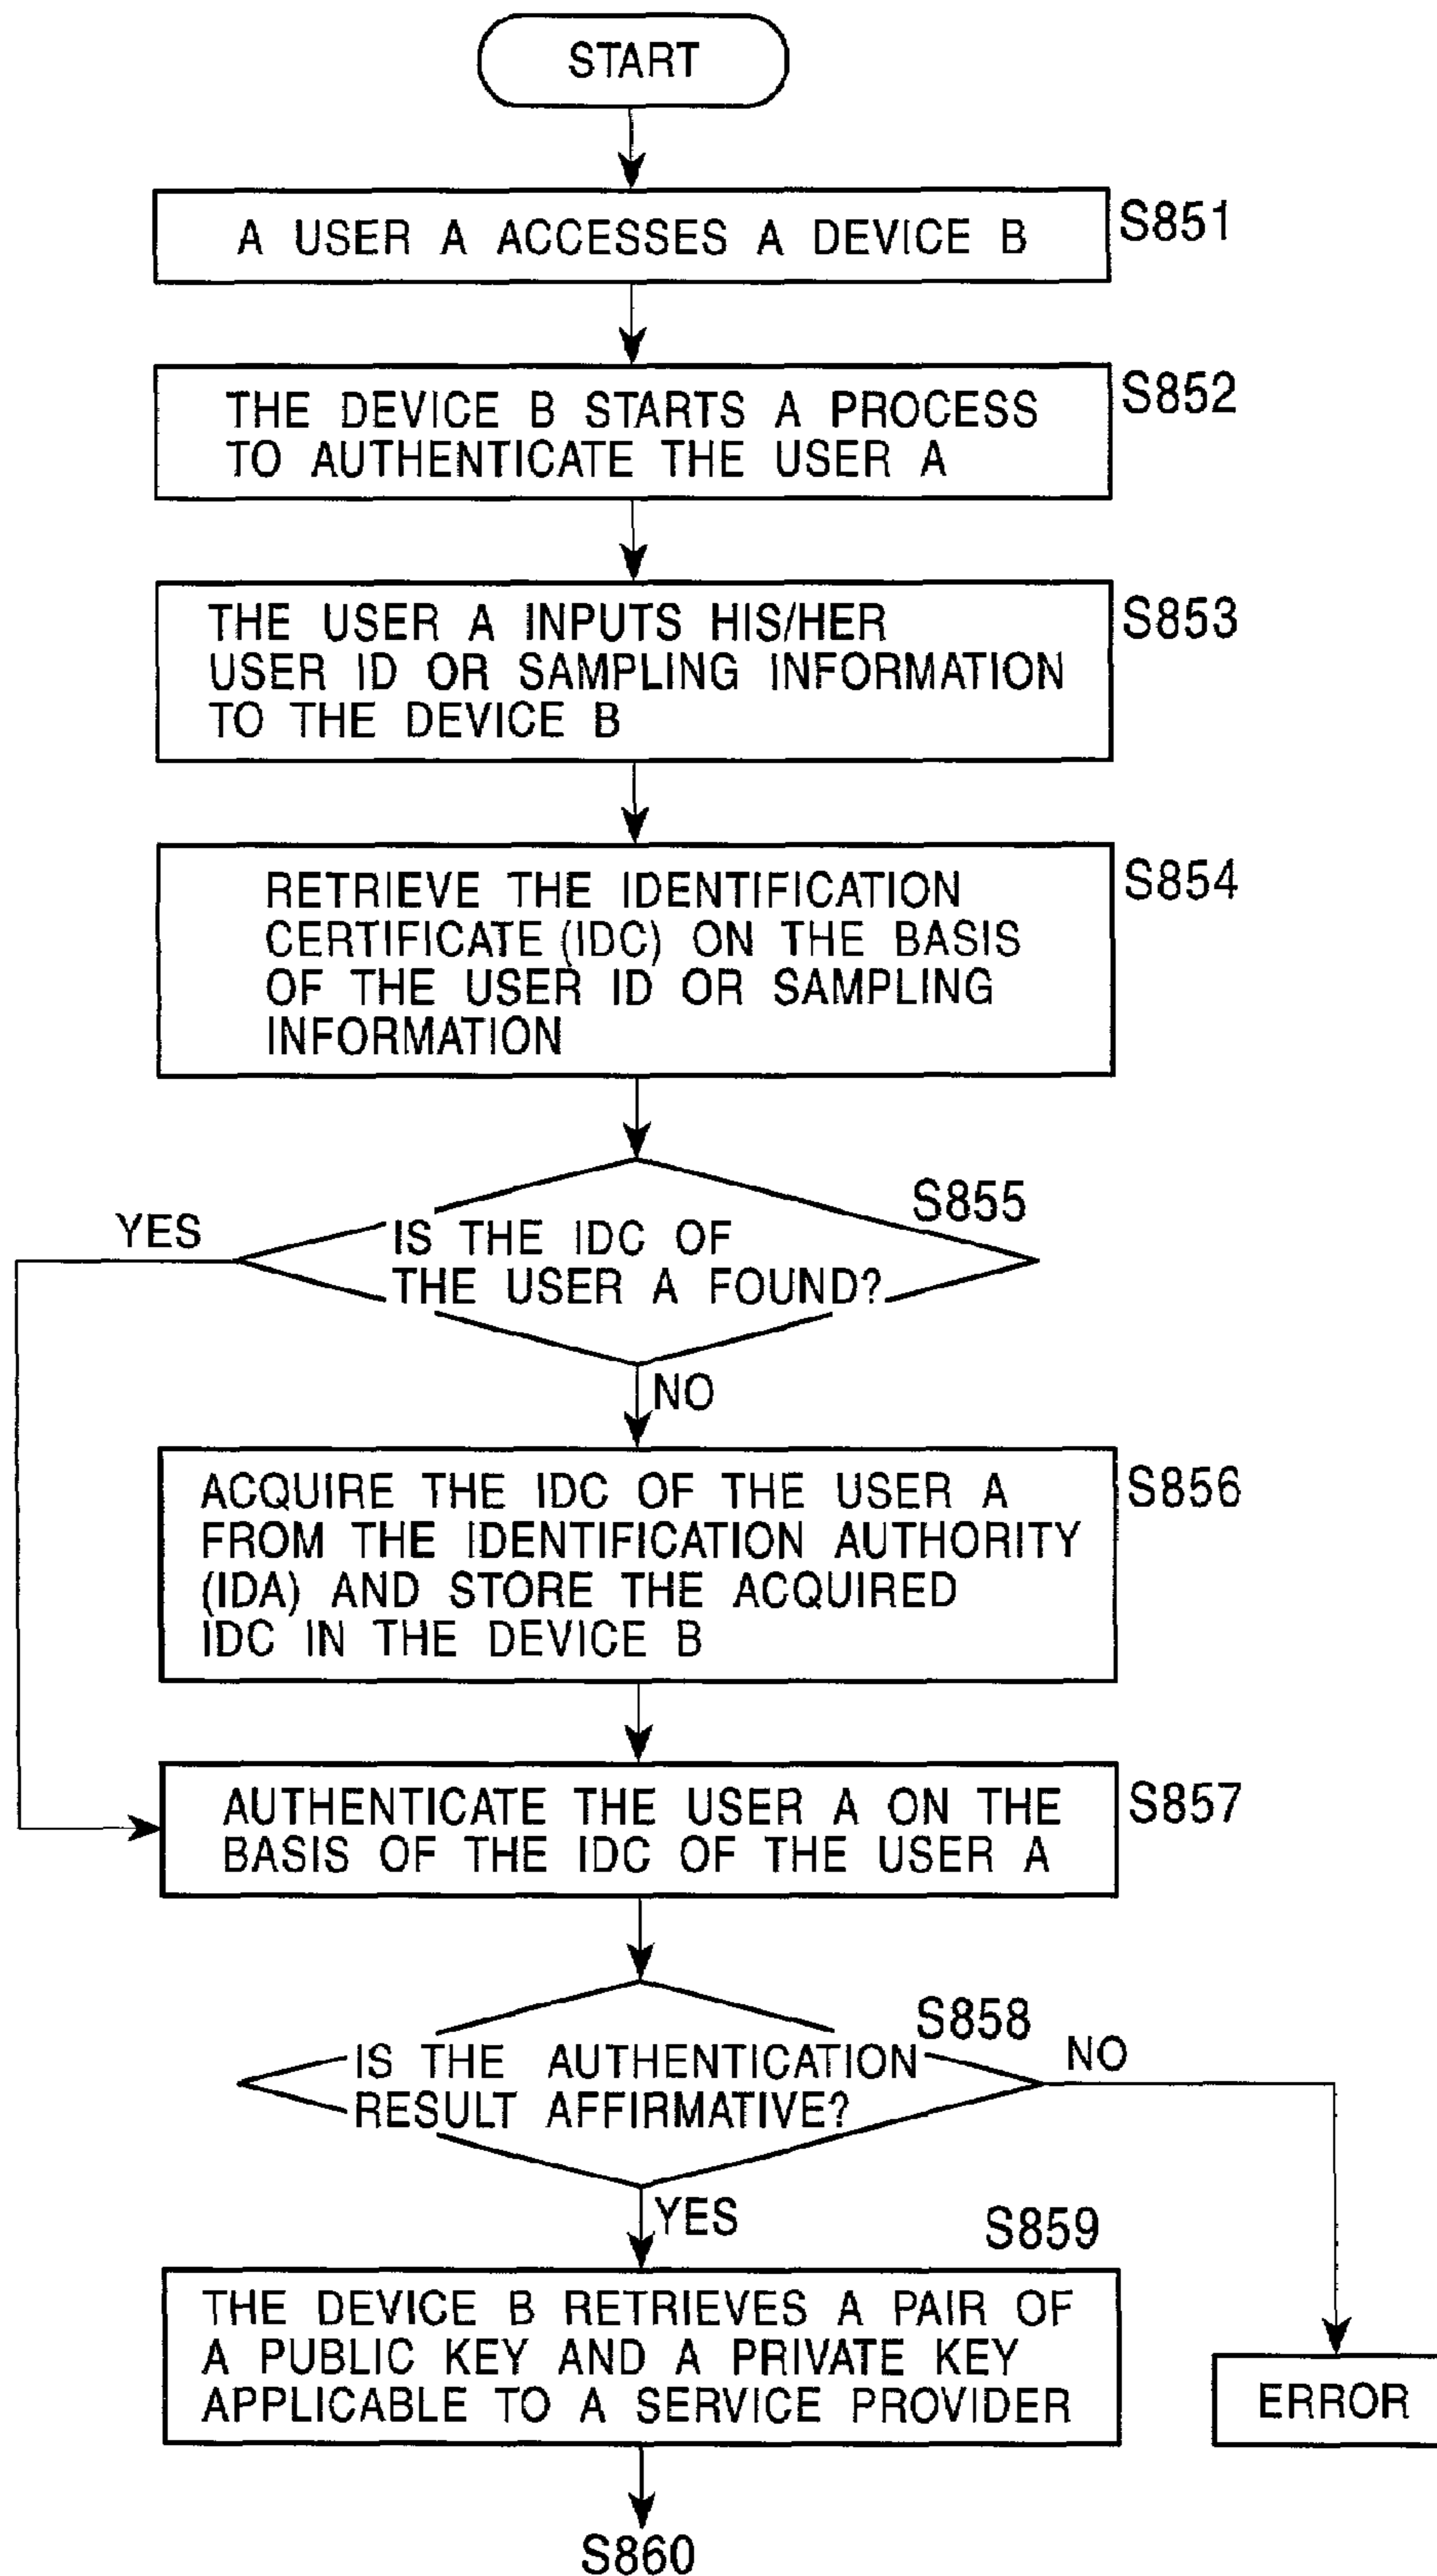 START
A USER A ACCESSES A DEVICE B
S851
THE DEVICE B STARTS A PROCESS
TO AUTHENTICATE THE USER A
S852
THE USER A INPUTS HIS/HER
USER ID OR SAMPLING INFORMATION
TO THE DEVICE B
S853
RETRIEVE THE IDENTIFICATION
CERTIFICATE (IDC) ON THE BASIS
OF THE USER ID OR SAMPLING
INFORMATION
S854
S855
YES
IS THE IDC OF
THE USER A FOUND?
NO
ACQUIRE THE IDC OF THE USER A
FROM THE IDENTIFICATION AUTHORITY
(IDA) AND STORE THE ACQUIRED
IDC IN THE DEVICE B
S856
AUTHENTICATE THE USER A ON THE
BASIS OF THE IDC OF THE USER A
S857
S858
IS THE AUTHENTICATION
RESULT AFFIRMATIVE?
NO
YES
S859
THE DEVICE B RETRIEVES A PAIR OF
A PUBLIC KEY AND A PRIVATE KEY
APPLICABLE TO A SERVICE PROVIDER
ERROR
S860